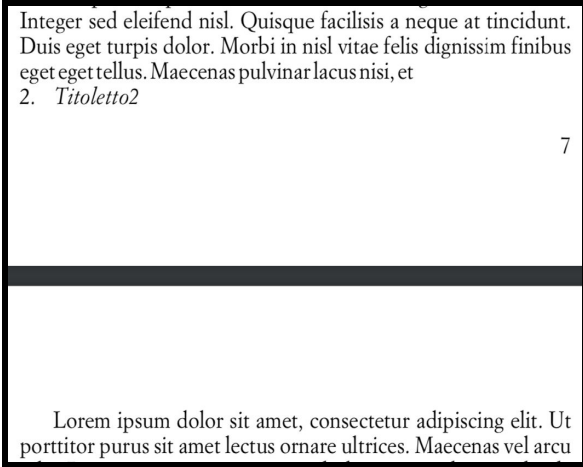 Integer sed eleifend nisl. Quisque facilisis a neque at tincidunt.
Duis eget turpis dolor. Morbi in nisl vitae felis dignissim finibus
eget eget tellus. Maecenas pulvinar lacus nisi, et
2. Titoletto2
7
Lorem ipsum dolor sit amet, consectetur adipiscing elit. Ut
porttitor purus sit amet lectus ornare ultrices. Maecenas vel arcu